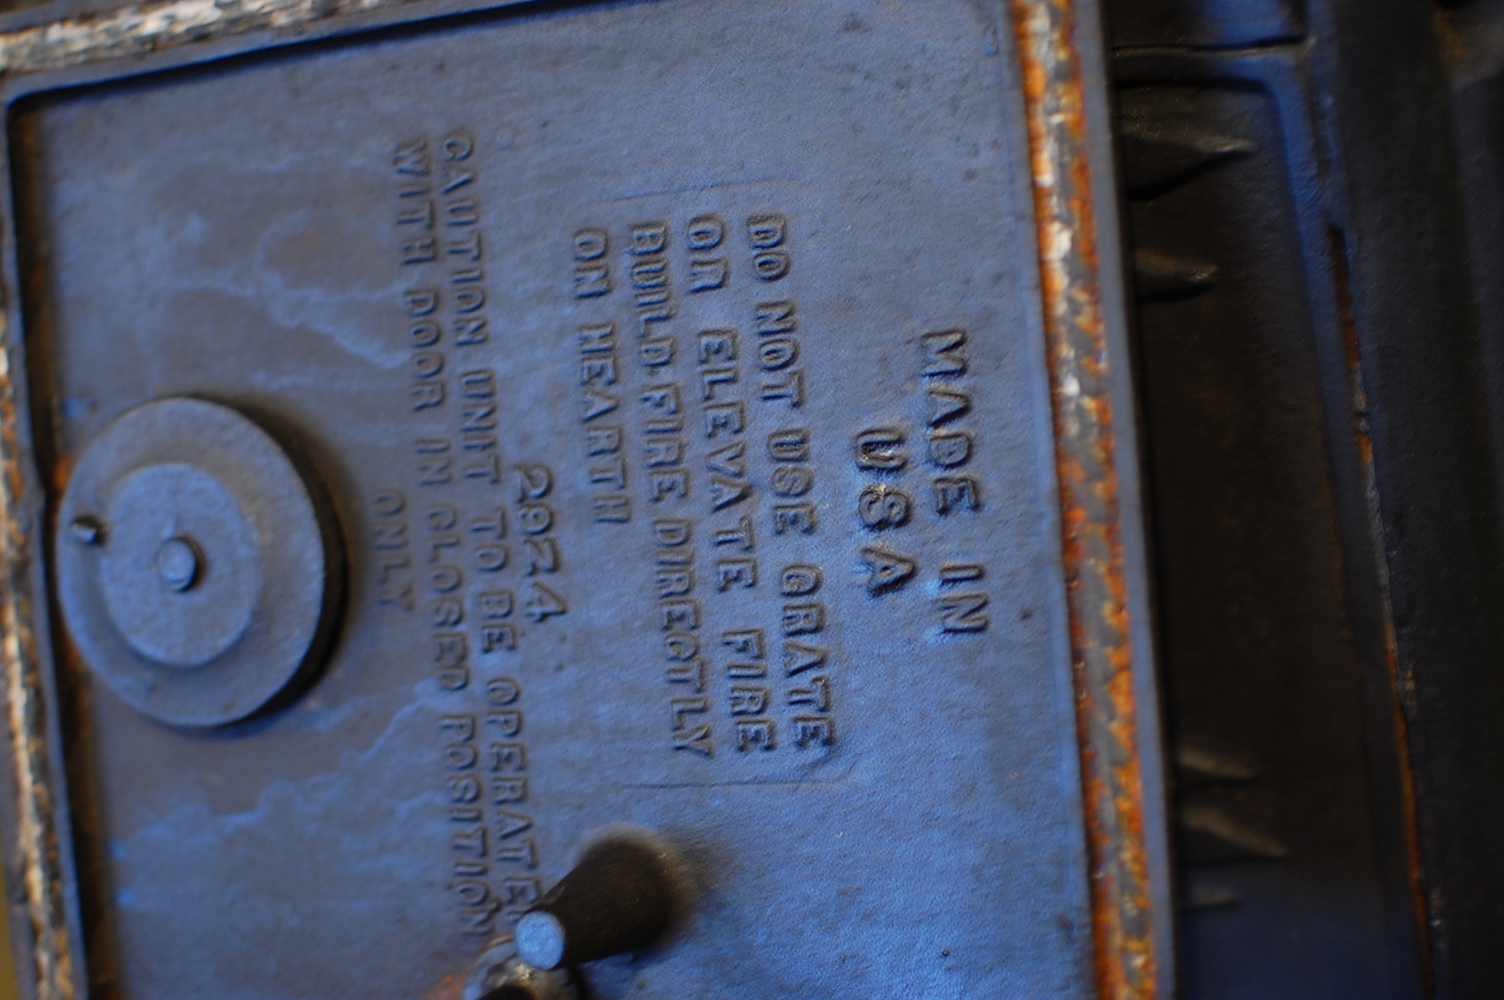 MADE IN
USA
DO NOT USE GRATE
OR ELEVATE FIRE
BUILD FIRE DIRECTLY
ON HEARTH
2924
CAUTION UNIT TO BE OPERATED
WITH DOOR IN CLOSED POSITION
ONLY